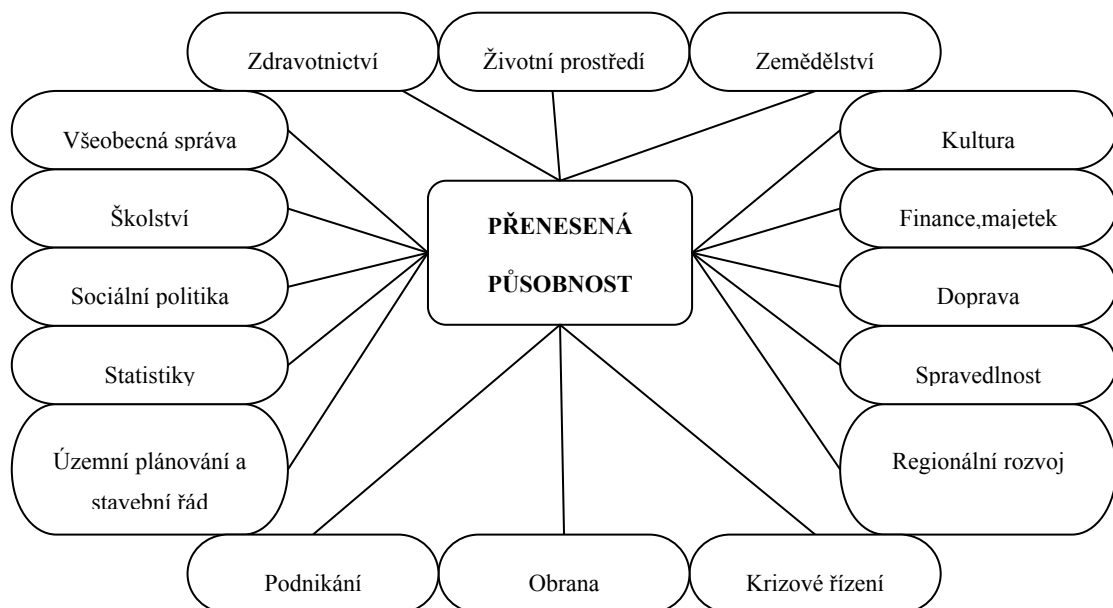 Zdravotnictví
Životní prostředí
Zemědělství
Všeobecná správa
Kultura
PŘENESENÁ
PŮSOBNOST
Školství
Finance,majetek
Sociální politika
Doprava
Statistiky
Spravedlnost
Územní plánování a
stavební řád
Regionální rozvoj
Podnikání
Obrana
Krizové řízení